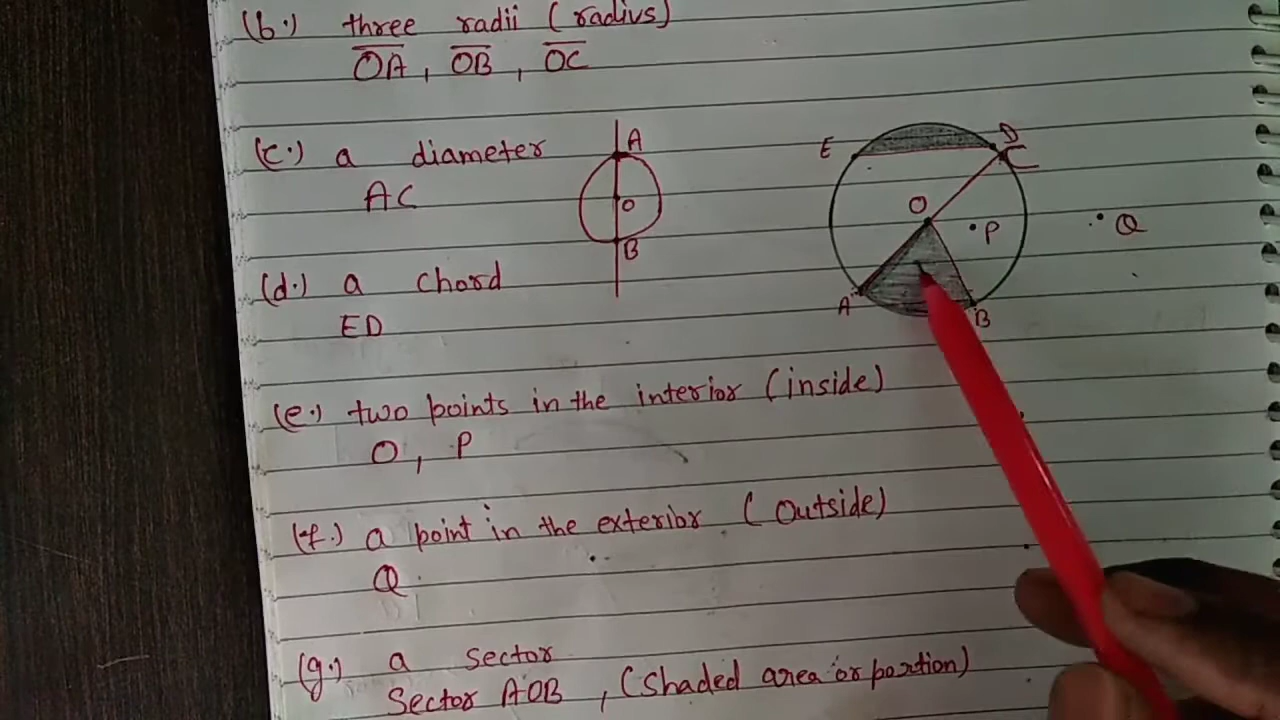 (b.) three radii (radius)
OA, OB, OC
(c.) a diameter
AC
A
O
B
E
D
C
O
P
Q
A
B
(d.) a chord
ED
(e.) two points in the interior (inside)
O, P
(f.) a point in the exterior (outside)
Q
(g.) a sector
Sector AOB, (shaded area or portion)